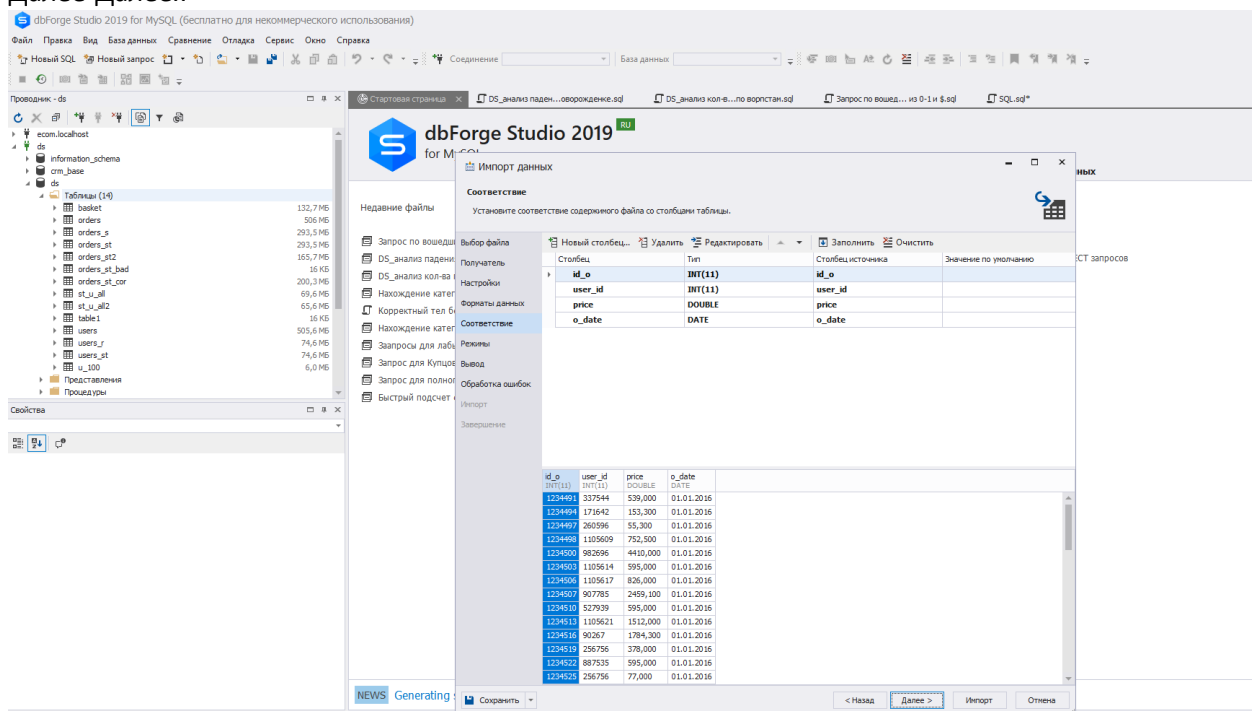 далее далее..
dbForge Studio 2019 for MySQL (бесплатно для некоммерческого использования)
Файл Правка Вид База данных Сравнение Отладка Сервис Окно Справка
Новый SQL Новый запрос Соединение База данных
Проводник - ds
Стартовая страница DS_анализ паден...оворожденке.sql DS_анализ кол-в...по ворпстам.sql Запрос по вошед... из 0-1 и $.sql SQL.sql*
ecom.localhost
ds
information_schema
crm_base
ds
Таблицы (14)
basket 132,7 МБ
orders 506 МБ
orders_s 293,5 МБ
orders_st 293,5 МБ
orders_st2 165,7 МБ
orders_st_bad 16 КБ
orders_st_cor 200,3 МБ
st_u_all 69,6 МБ
st_u_all2 65,6 МБ
table1 16 КБ
users 505,6 МБ
users_r 74,6 МБ
users_st 74,6 МБ
u_100 6,0 МБ
Представления
Процедуры
Свойства
dbForge Studio 2019 RU
for M
ных
Недавние файлы
Запрос по вошедш
DS_анализ падени
DS_анализ кол-ва
Нахождение катег
Корректный тел б
Нахождение катег
Заапросы для лаб
Запрос для Купцов
Запрос для полног
Быстрый подсчет
ECT запросов
NEWS Generating s
Импорт данных
Соответствие
Установите соответствие содержимого файла со столбцами таблицы.
Выбор файла
Получатель
Настройки
Форматы данных
Соответствие
Режимы
Вывод
Обработка ошибок
Импорт
Завершение
Новый столбец... Удалить Редактировать Заполнить Очистить
Столбец Тип Столбец источника Значение по умолчанию
id_o INT(11) id_o
user_id INT(11) user_id
price DOUBLE price
o_date DATE o_date
id_o user_id price o_date
INT(11) INT(11) DOUBLE DATE
1234491 337544 539,000 01.01.2016
1234494 171642 153,300 01.01.2016
1234497 260596 55,300 01.01.2016
1234498 1105609 752,500 01.01.2016
1234500 982696 4410,000 01.01.2016
1234503 1105614 595,000 01.01.2016
1234506 1105617 826,000 01.01.2016
1234507 907785 2459,100 01.01.2016
1234510 527939 595,000 01.01.2016
1234513 1105621 1512,000 01.01.2016
1234516 90267 1784,300 01.01.2016
1234519 256756 378,000 01.01.2016
1234522 887535 595,000 01.01.2016
1234525 256756 77,000 01.01.2016
Сохранить < Назад Далее > Импорт Отмена